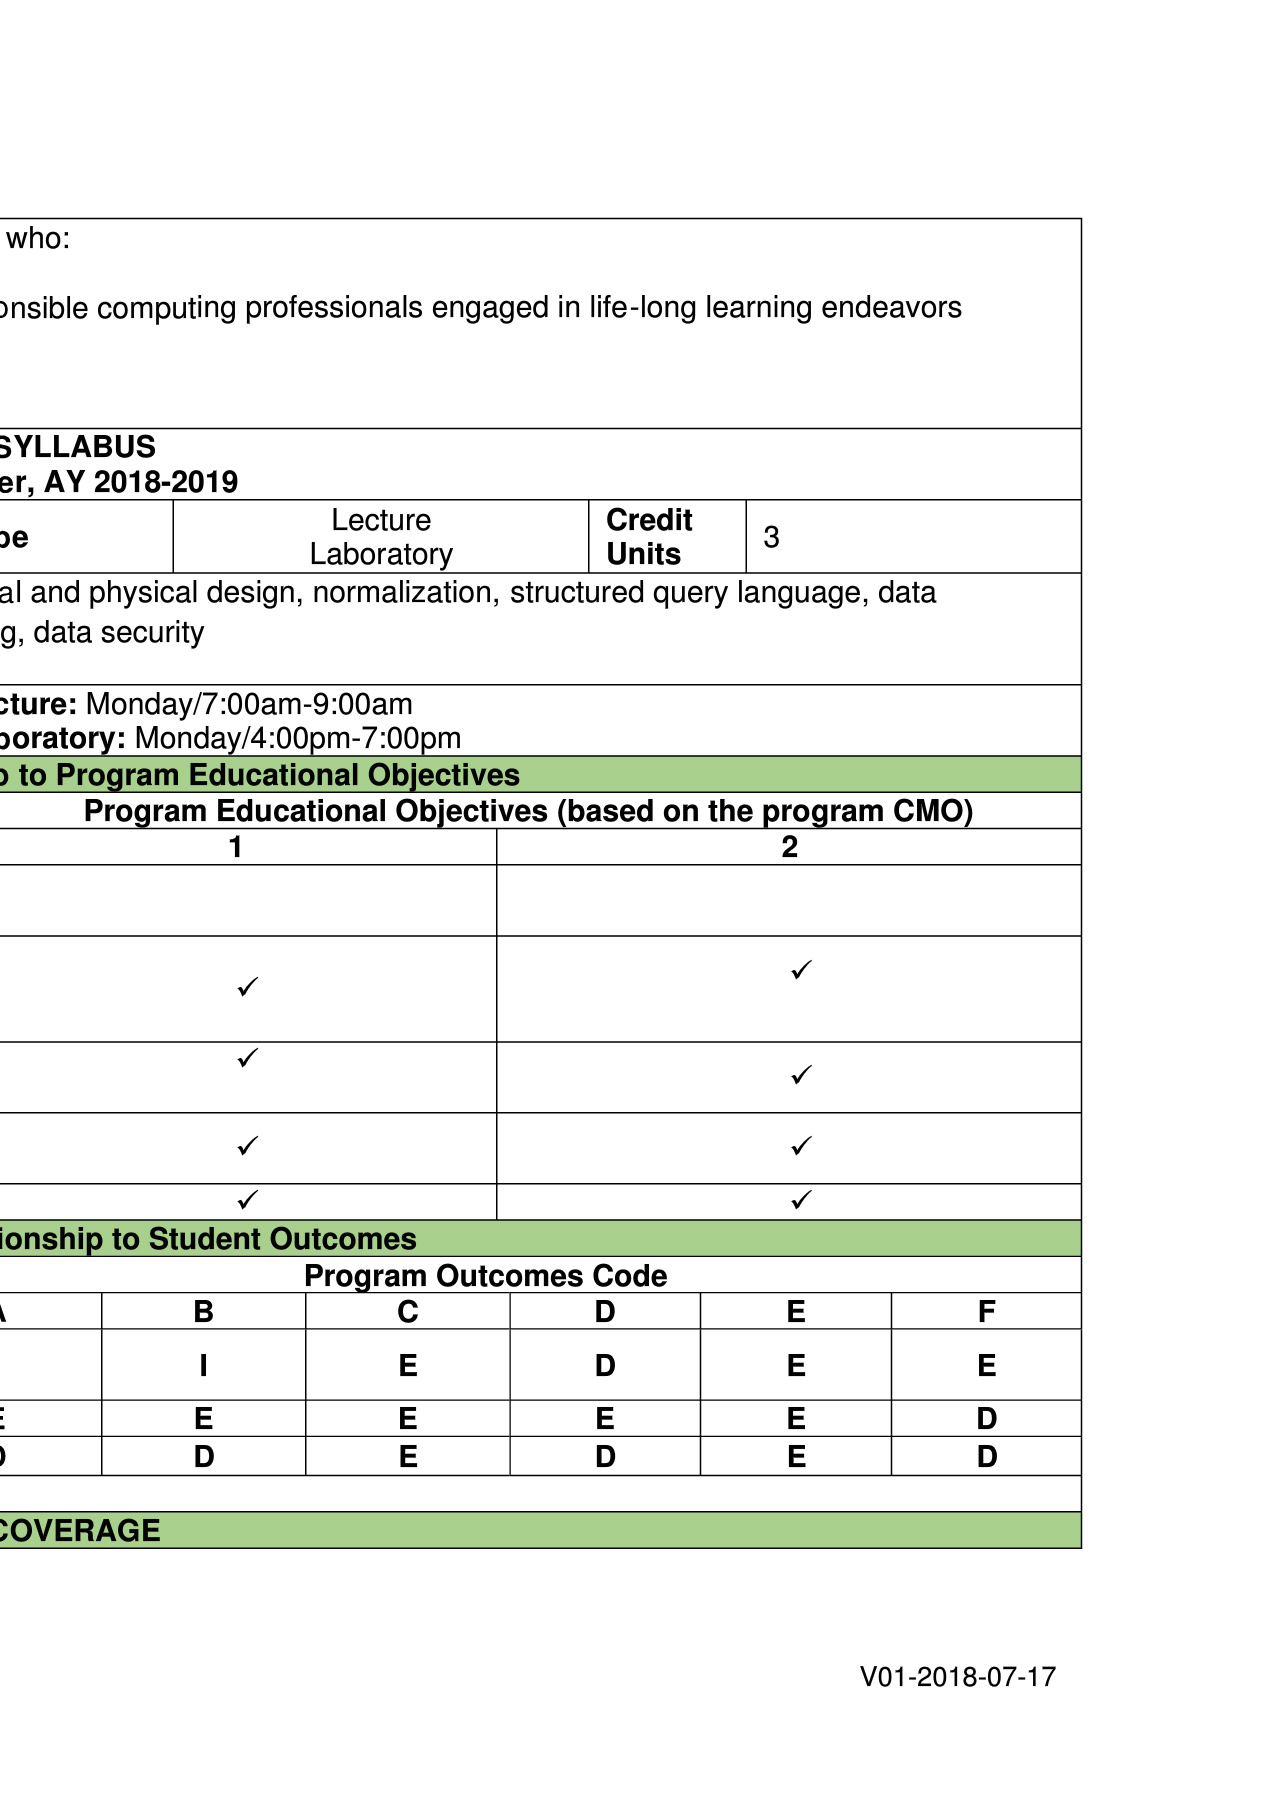 who:
onsible computing professionals engaged in life-long learning endeavors
SYLLABUS
er, AY 2018-2019
pe
Lecture
Laboratory
Credit
Units
3
al and physical design, normalization, structured query language, data
g, data security
cture: Monday/7:00am-9:00am
boratory: Monday/4:00pm-7:00pm
p to Program Educational Objectives
Program Educational Objectives (based on the program CMO)
1 2
✓ ✓
✓ ✓
✓ ✓
✓ ✓
ionship to Student Outcomes
Program Outcomes Code
A B C D E F
I E D E E
E E E E E D
D D E D E D
COVERAGE
V01-2018-07-17